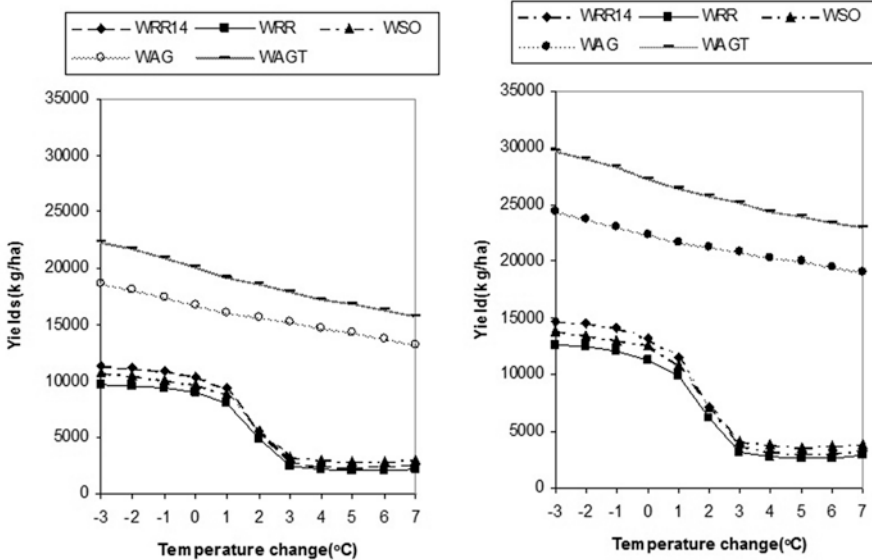 WRR14 WRR WSO
WAG WAGT
35000
30000
25000
20000
15000
10000
5000
0
Yields(kg/ha)
-3 -2 -1 0 1 2 3 4 5 6 7
Temperature change(°C)
WRR14 WRR WSO
WAG WAGT
35000
30000
25000
20000
15000
10000
5000
0
Yield(kg/ha)
-3 -2 -1 0 1 2 3 4 5 6 7
Temperature change(°C)